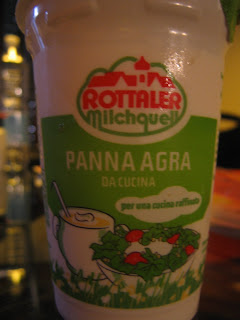 ROTTALER
Milchquell
PANNA AGRA
DA CUCINA
per una cucina raffinata